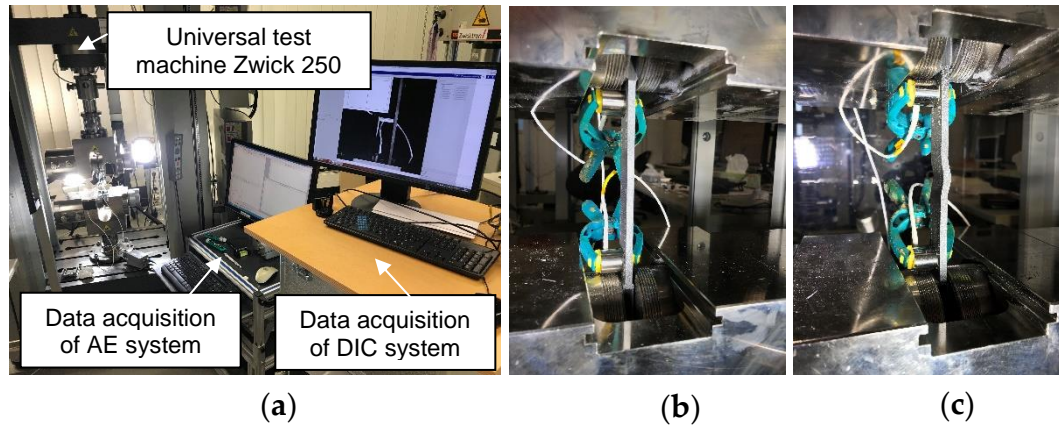 Universal test
machine Zwick 250
Data acquisition
of AE system
Data acquisition
of DIC system
(a)
(b)
(c)